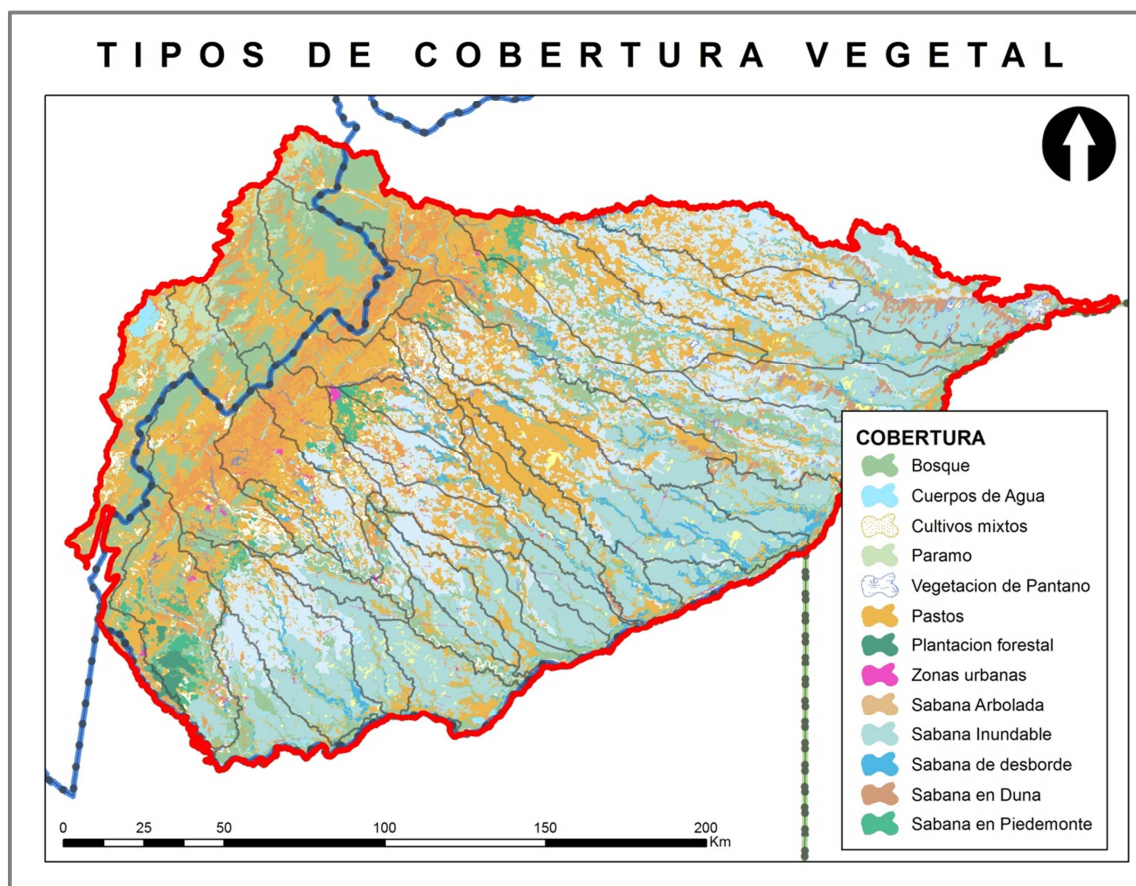 TIPOS DE COBERTURA VEGETAL
COBERTURA
Bosque
Cuerpos de Agua
Cultivos mixtos
Paramo
Vegetacion de Pantano
Pastos
Plantacion forestal
Zonas urbanas
Sabana Arbolada
Sabana Inundable
Sabana de desborde
Sabana en Duna
Sabana en Piedemonte
0 25 50 100 150 200
Km